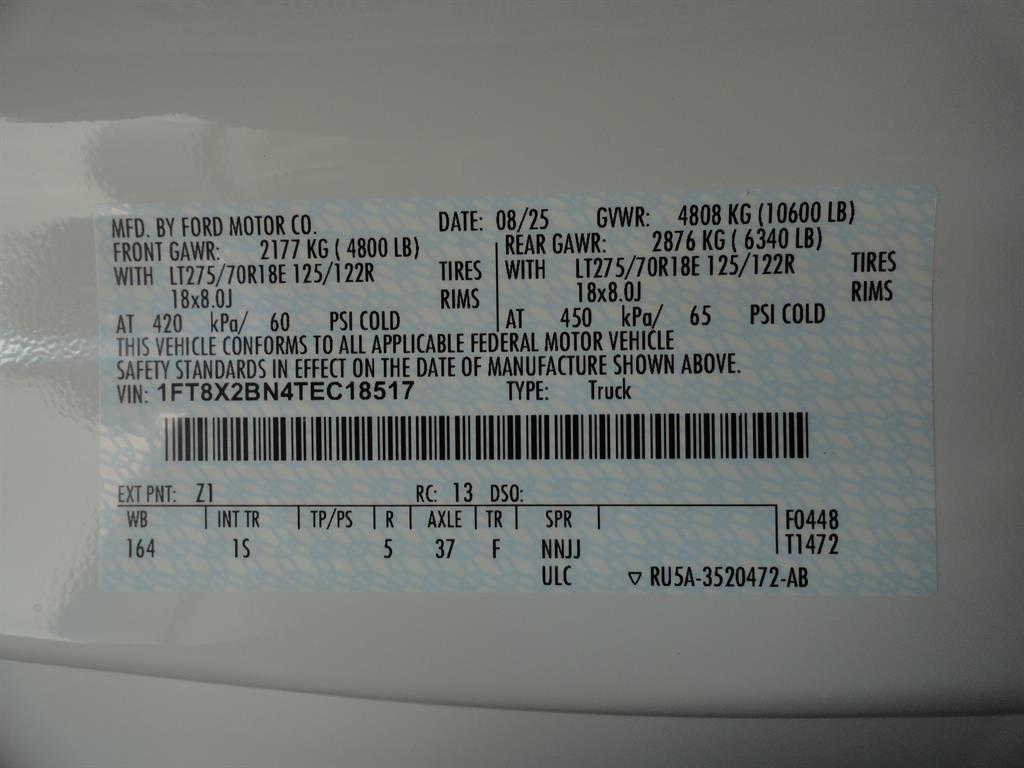 MFD. BY FORD MOTOR CO. DATE: 08/25 GVWR: 4808 KG (10600 LB)
FRONT GAWR: 2177 KG ( 4800 LB) REAR GAWR: 2876 KG ( 6340 LB)
WITH LT275/70R18E 125/122R TIRES WITH LT275/70R18E 125/122R TIRES
18x8.0J RIMS 18x8.0J RIMS
AT 420 kPa/ 60 PSI COLD AT 450 kPa/ 65 PSI COLD
THIS VEHICLE CONFORMS TO ALL APPLICABLE FEDERAL MOTOR VEHICLE
SAFETY STANDARDS IN EFFECT ON THE DATE OF MANUFACTURE SHOWN ABOVE.
VIN: 1FT8X2BN4TEC18517 TYPE: Truck
EXT PNT: Z1 RC: 13 DSO:
WB INT TR TP/PS R AXLE TR SPR F0448
164 1S 5 37 F NNJJ T1472
ULC ▽ RU5A-3520472-AB